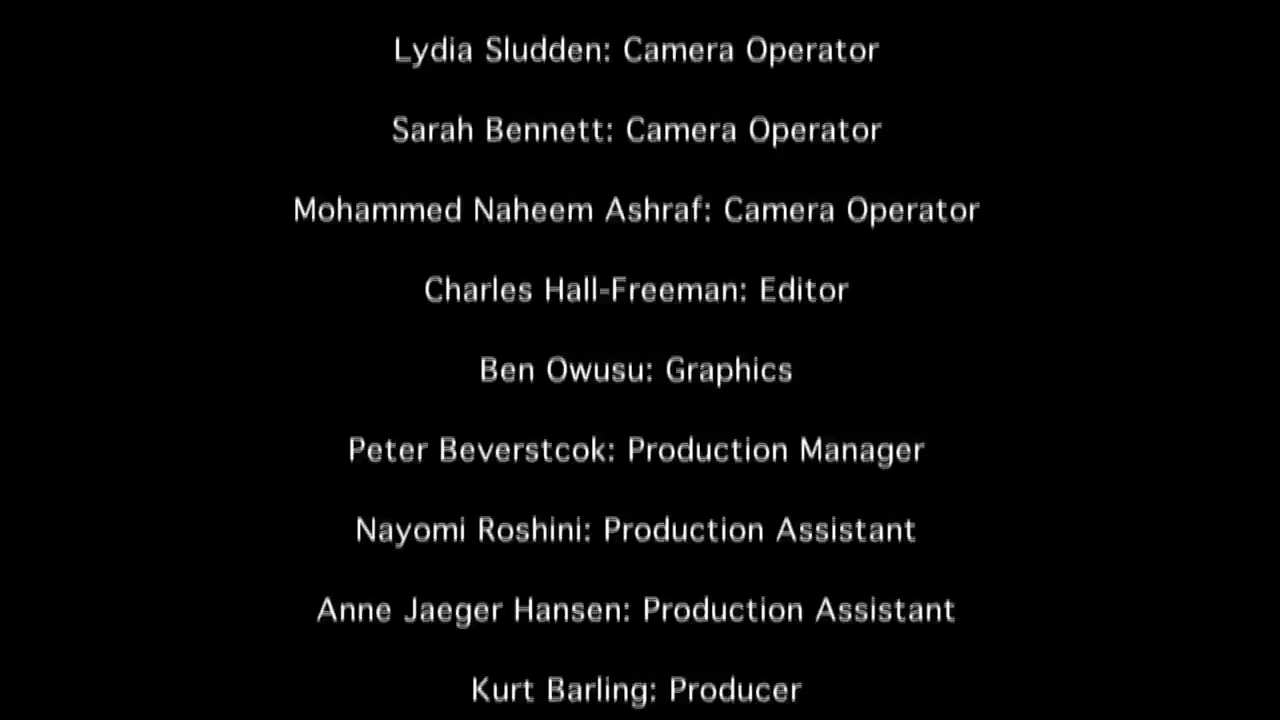 Lydia Sludden: Camera Operator
Sarah Bennett: Camera Operator
Mohammed Naheem Ashraf: Camera Operator
Charles Hall-Freeman: Editor
Ben Owusu: Graphics
Peter Beverstcok: Production Manager
Nayomi Roshini: Production Assistant
Anne Jaeger Hansen: Production Assistant
Kurt Barling: Producer